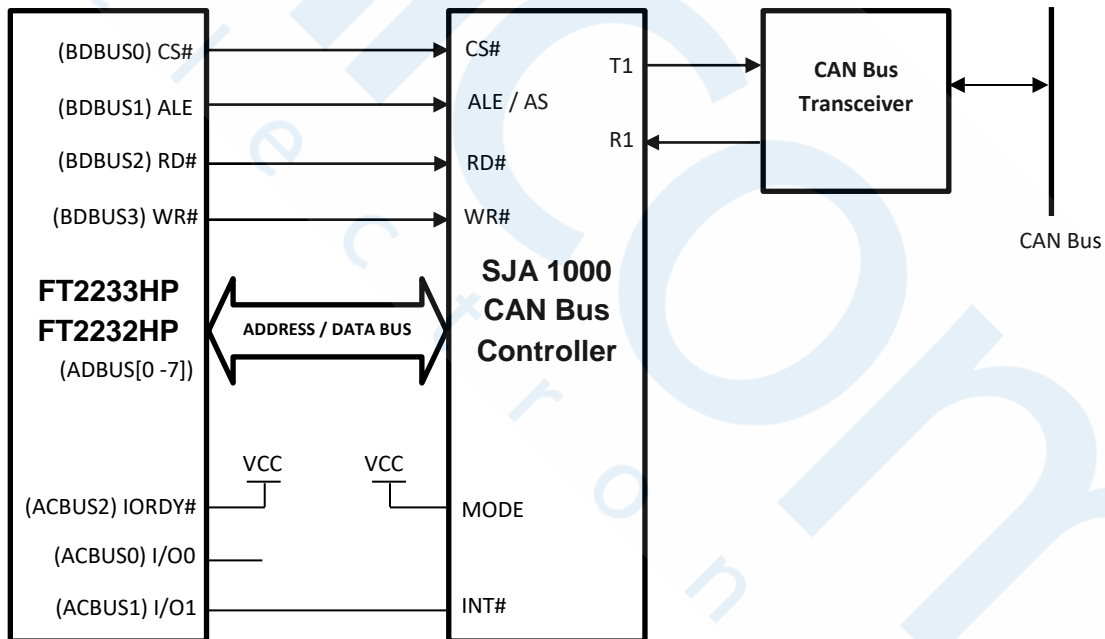 (BDBUS0) CS#
(BDBUS1) ALE
(BDBUS2) RD#
(BDBUS3) WR#
FT2233HP
FT2232HP
(ADBUS[0 -7])
(ACBUS2) IORDY#
(ACBUS0) I/O0
(ACBUS1) I/O1
ADDRESS / DATA BUS
VCC
VCC
CS#
ALE / AS
RD#
WR#
SJA 1000
CAN Bus
Controller
MODE
INT#
T1
R1
CAN Bus
Transceiver
CAN Bus